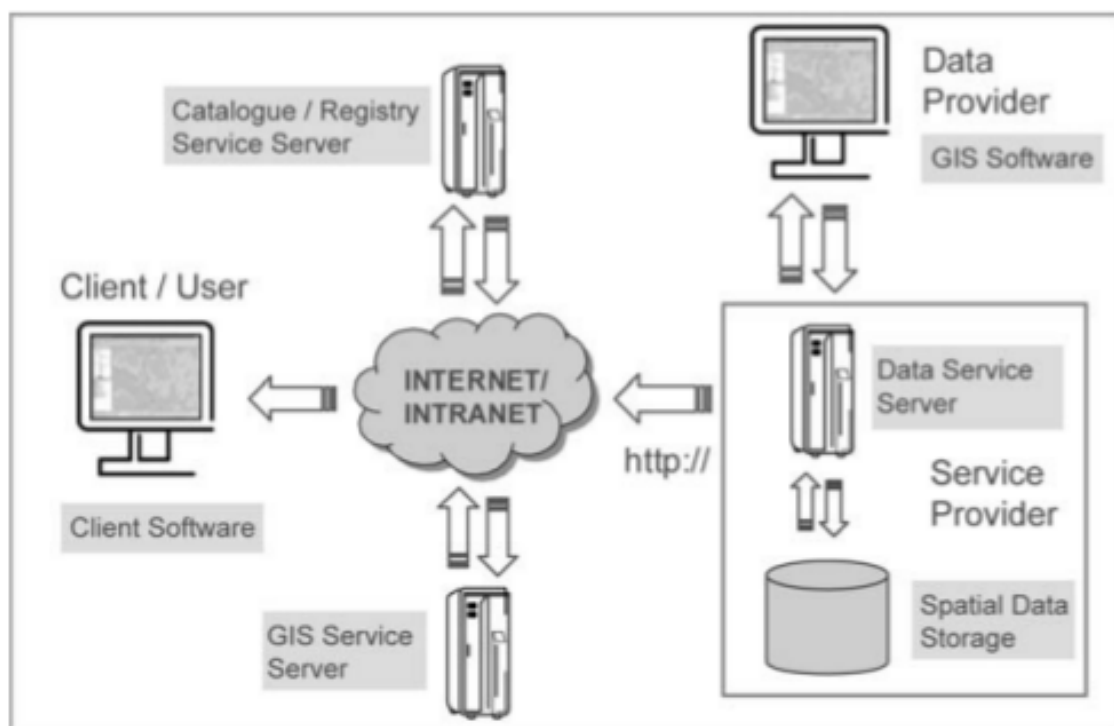 Data
Provider
GIS Software
Catalogue / Registry
Service Server
Client / User
Client Software
INTERNET/
INTRANET
http://
Data Service
Server
Service
Provider
Spatial Data
Storage
GIS Service
Server